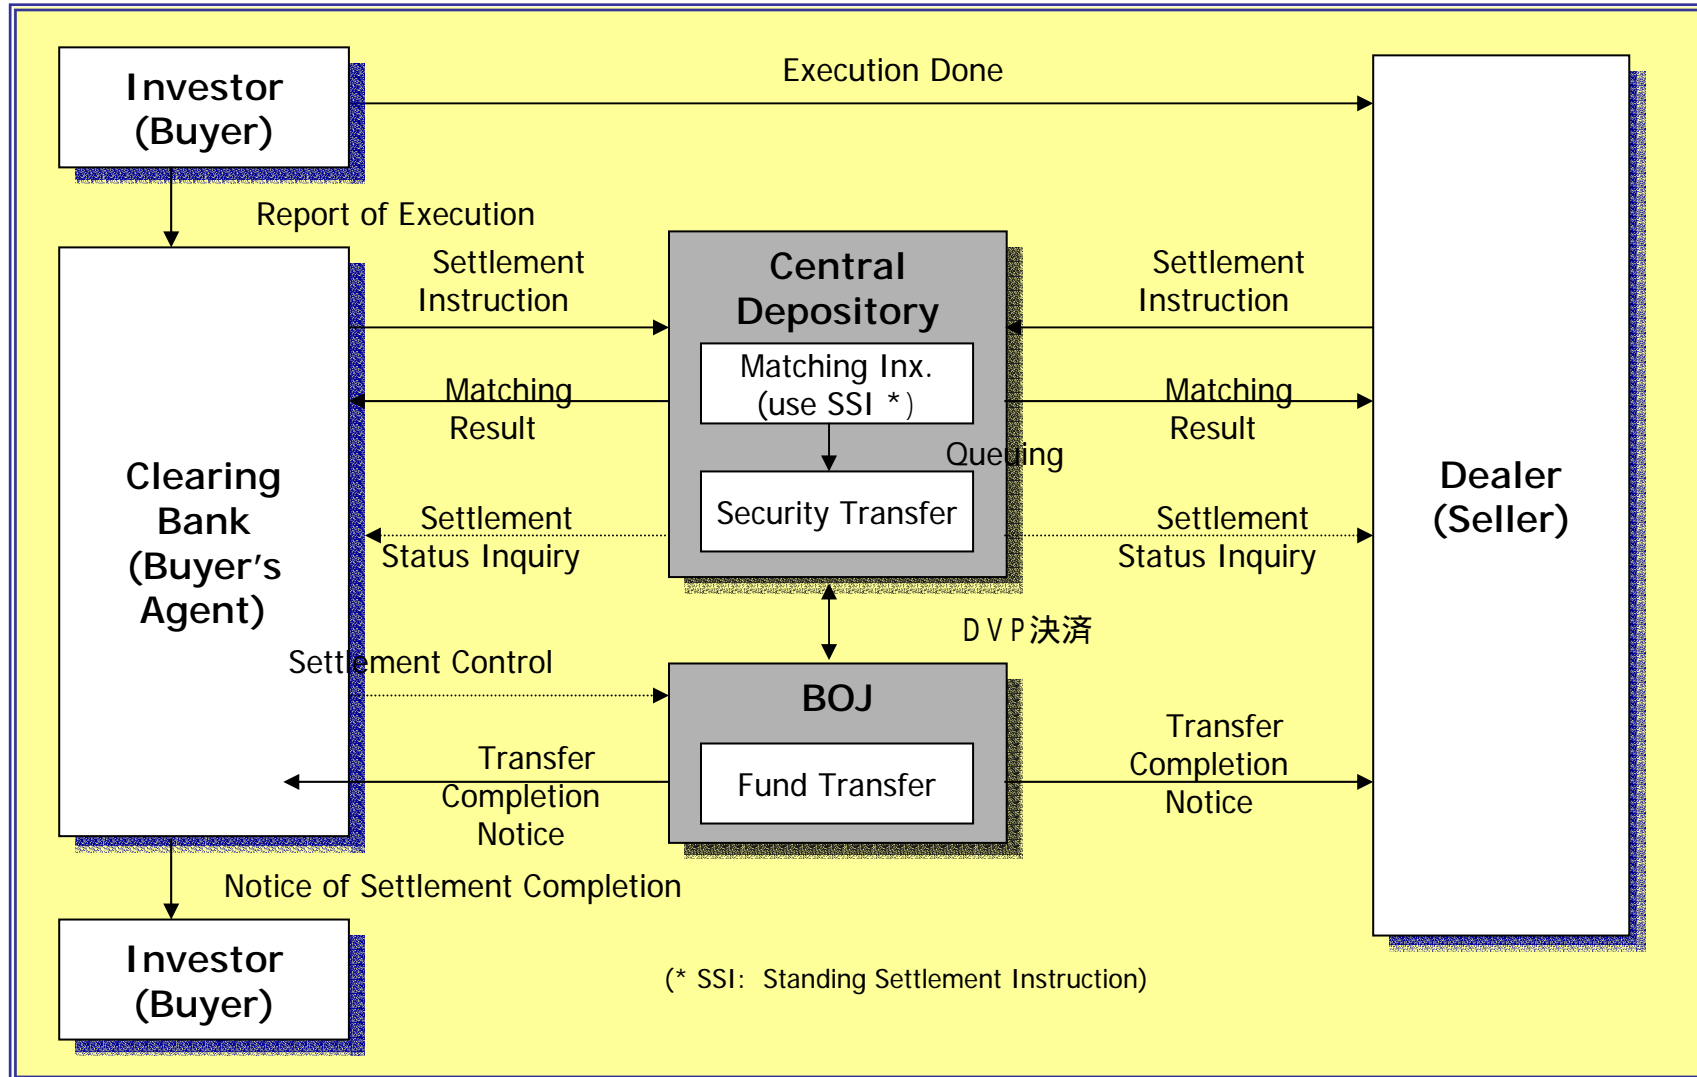 Investor
(Buyer)
Execution Done
Report of Execution
Settlement
Instruction
Central
Depository
Settlement
Instruction
Matching Inx.
(use SSI *)
Matching
Result
Matching
Result
Queuing
Clearing
Bank
(Buyer's
Agent)
Security Transfer
Dealer
(Seller)
Settlement
Status Inquiry
Settlement
Status Inquiry
DVP決済
Settlement Control
BOJ
Transfer
Completion
Notice
Fund Transfer
Transfer
Completion
Notice
Notice of Settlement Completion
Investor
(Buyer)
(* SSI: Standing Settlement Instruction)